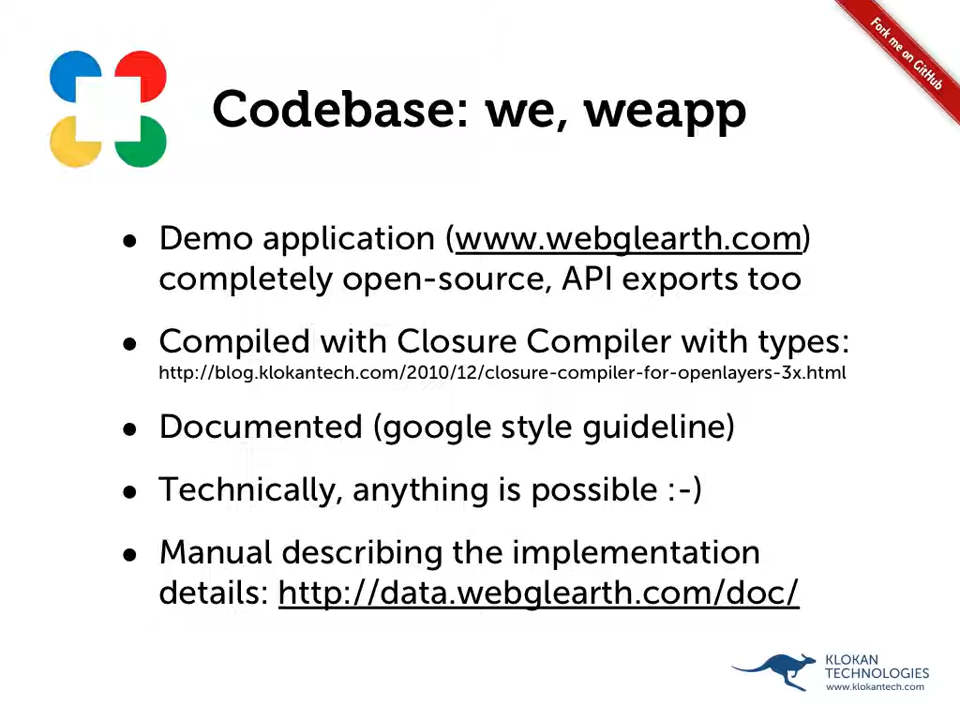 Fork me on GitHub
Codebase: we, weapp
• Demo application (www.webglearth.com)
completely open-source, API exports too
• Compiled with Closure Compiler with types:
http://blog.klokantech.com/2010/12/closure-compiler-for-openlayers-3x.html
• Documented (google style guideline)
• Technically, anything is possible :-)
• Manual describing the implementation
details: http://data.webglearth.com/doc/
KLOKAN
TECHNOLOGIES
www.klokantech.com